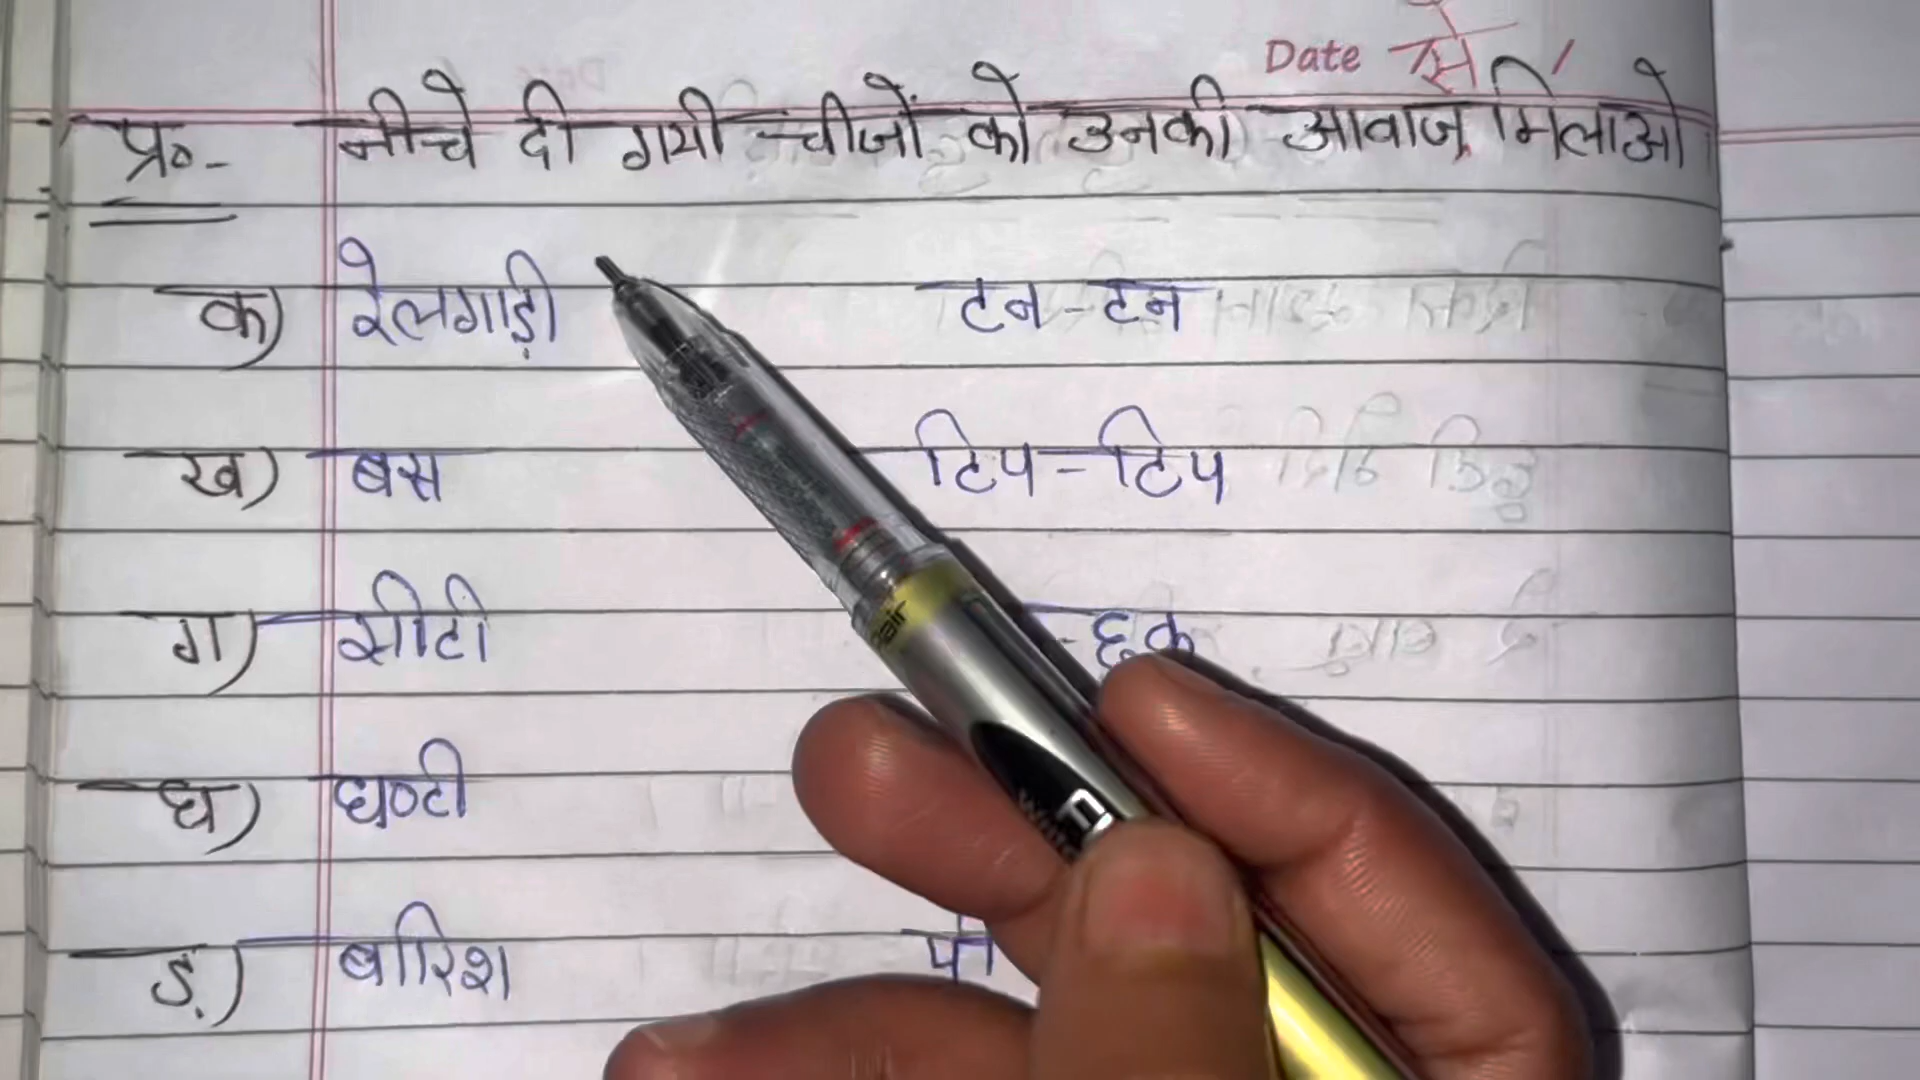 Date से
प्र०- नीचे दी गयी चीजों को उनकी आवाज़ मिलाओ
क) रेलगाड़ी टन-टन
ख) बस टिप-टिप
ग) सीटी -छुक
घ) घण्टी
ङ) बारिश